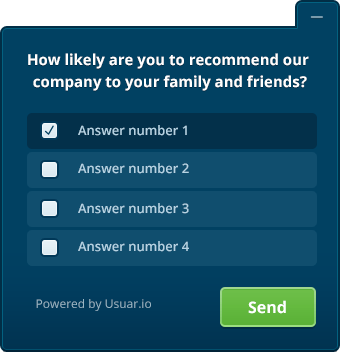 How likely are you to recommend our
company to your family and friends?
Answer number 1
Answer number 2
Answer number 3
Answer number 4
Powered by Usuar.io
Send